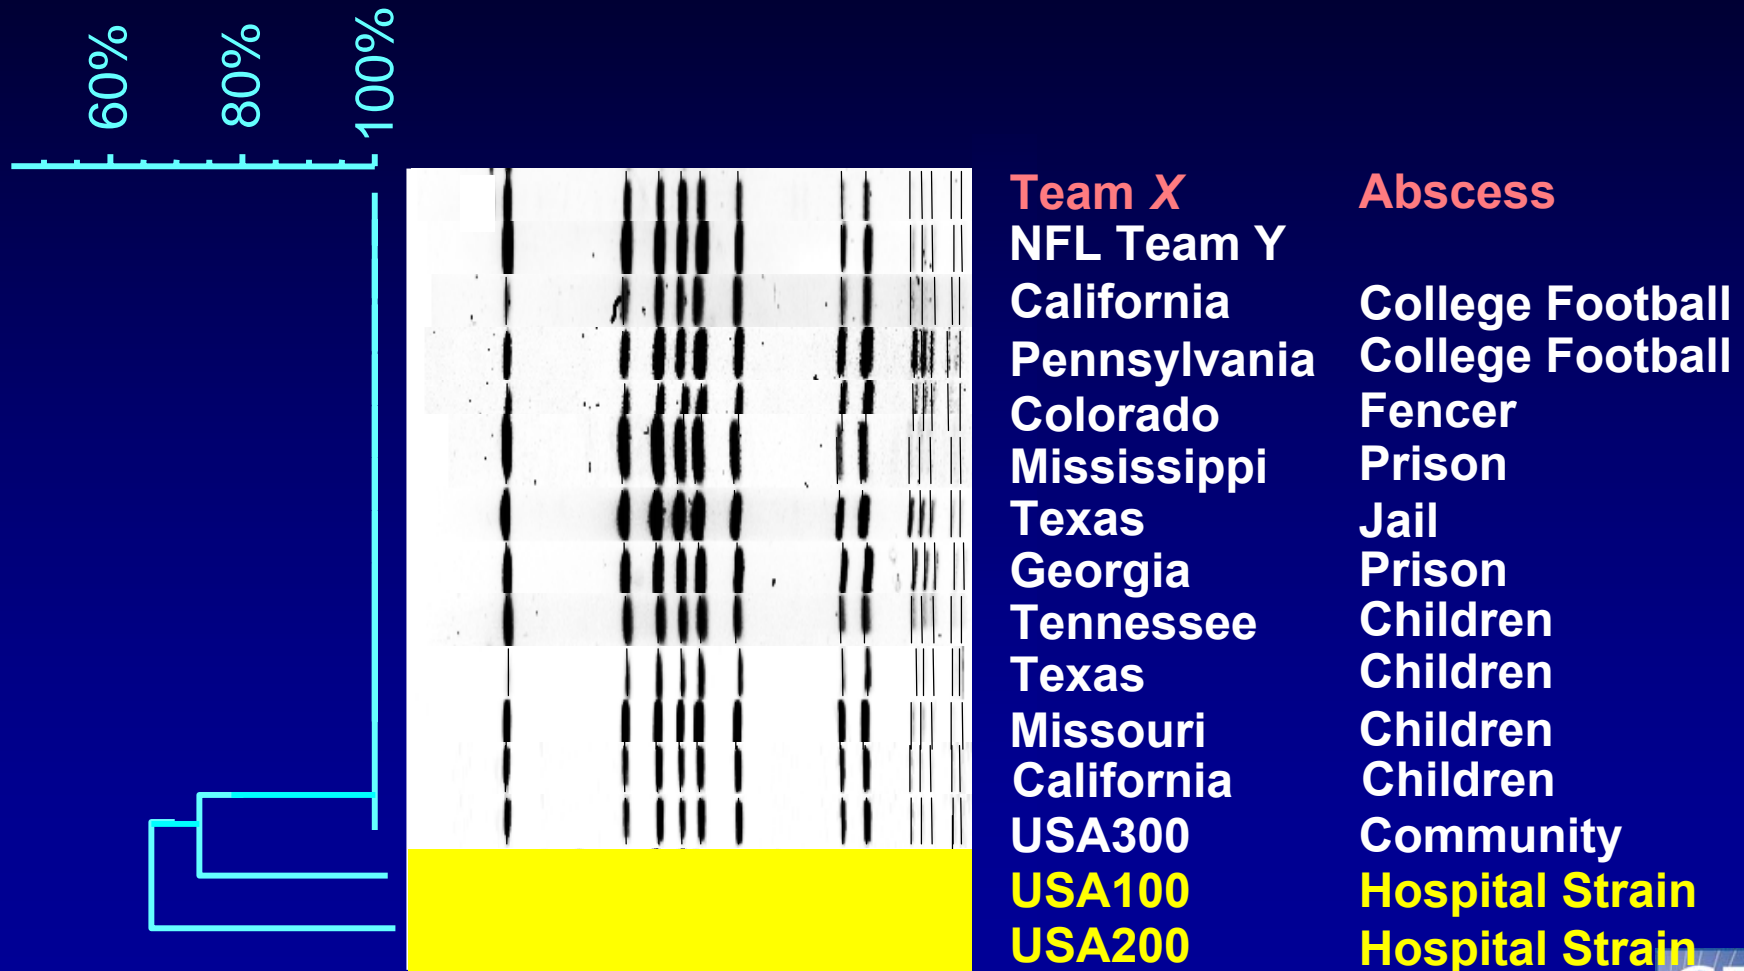 60% 80% 100%
Team X Abscess
NFL Team Y
California College Football
Pennsylvania College Football
Colorado Fencer
Mississippi Prison
Texas Jail
Georgia Prison
Tennessee Children
Texas Children
Missouri Children
California Children
USA300 Community
USA100 Hospital Strain
USA200 Hospital Strain